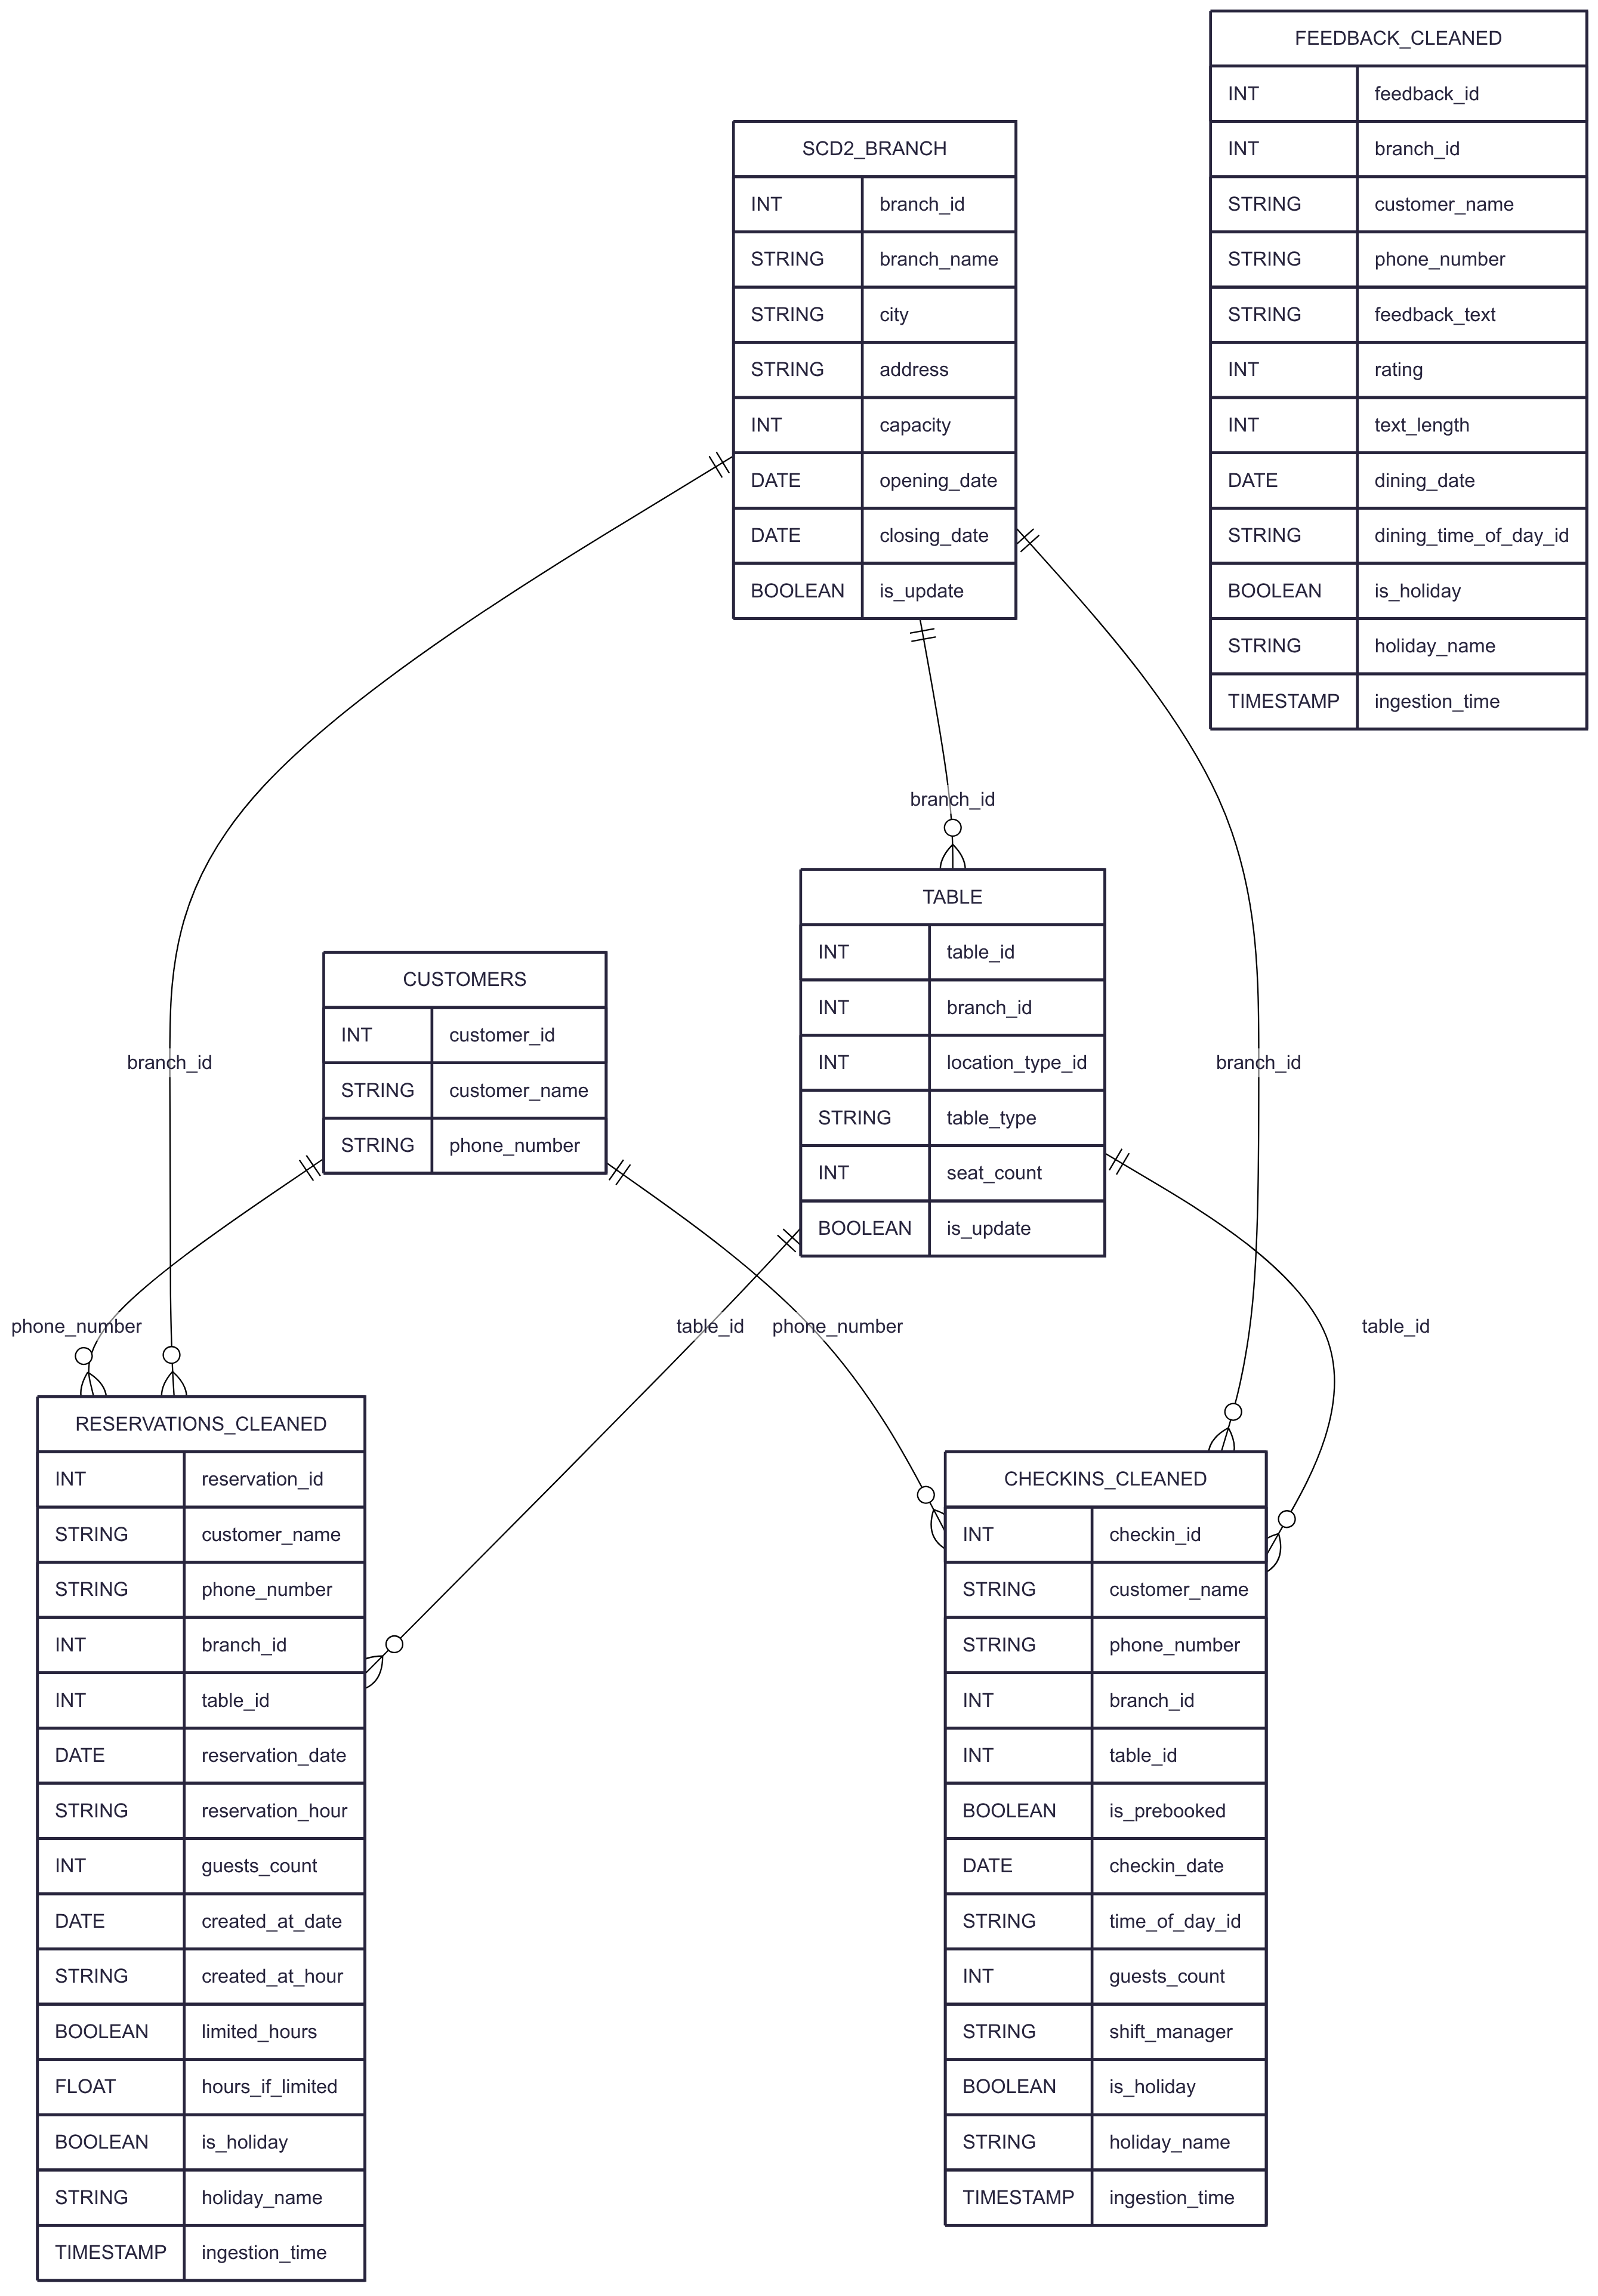 FEEDBACK_CLEANED
INT feedback_id
INT branch_id
STRING customer_name
STRING phone_number
STRING feedback_text
INT rating
INT text_length
DATE dining_date
STRING dining_time_of_day_id
BOOLEAN is_holiday
STRING holiday_name
TIMESTAMP ingestion_time
SCD2_BRANCH
INT branch_id
STRING branch_name
STRING city
STRING address
INT capacity
DATE opening_date
DATE closing_date
BOOLEAN is_update
branch_id
TABLE
INT table_id
INT branch_id
INT location_type_id
STRING table_type
INT seat_count
BOOLEAN is_update
CUSTOMERS
INT customer_id
STRING customer_name
STRING phone_number
branch_id
branch_id
phone_number
table_id
phone_number
table_id
RESERVATIONS_CLEANED
INT reservation_id
STRING customer_name
STRING phone_number
INT branch_id
INT table_id
DATE reservation_date
STRING reservation_hour
INT guests_count
DATE created_at_date
STRING created_at_hour
BOOLEAN limited_hours
FLOAT hours_if_limited
BOOLEAN is_holiday
STRING holiday_name
TIMESTAMP ingestion_time
CHECKINS_CLEANED
INT checkin_id
STRING customer_name
STRING phone_number
INT branch_id
INT table_id
BOOLEAN is_prebooked
DATE checkin_date
STRING time_of_day_id
INT guests_count
STRING shift_manager
BOOLEAN is_holiday
STRING holiday_name
TIMESTAMP ingestion_time